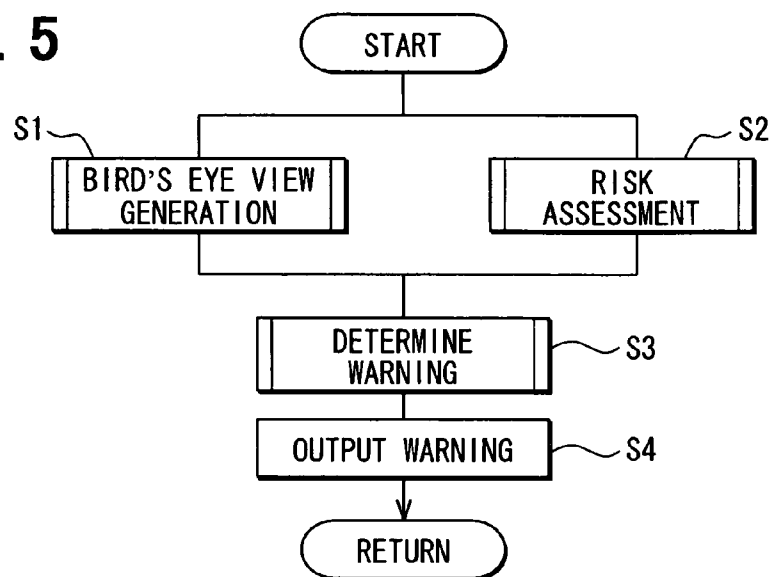 . 5
START
S1
S2
BIRD'S EYE VIEW
GENERATION
RISK
ASSESSMENT
DETERMINE
WARNING
S3
OUTPUT WARNING
S4
RETURN